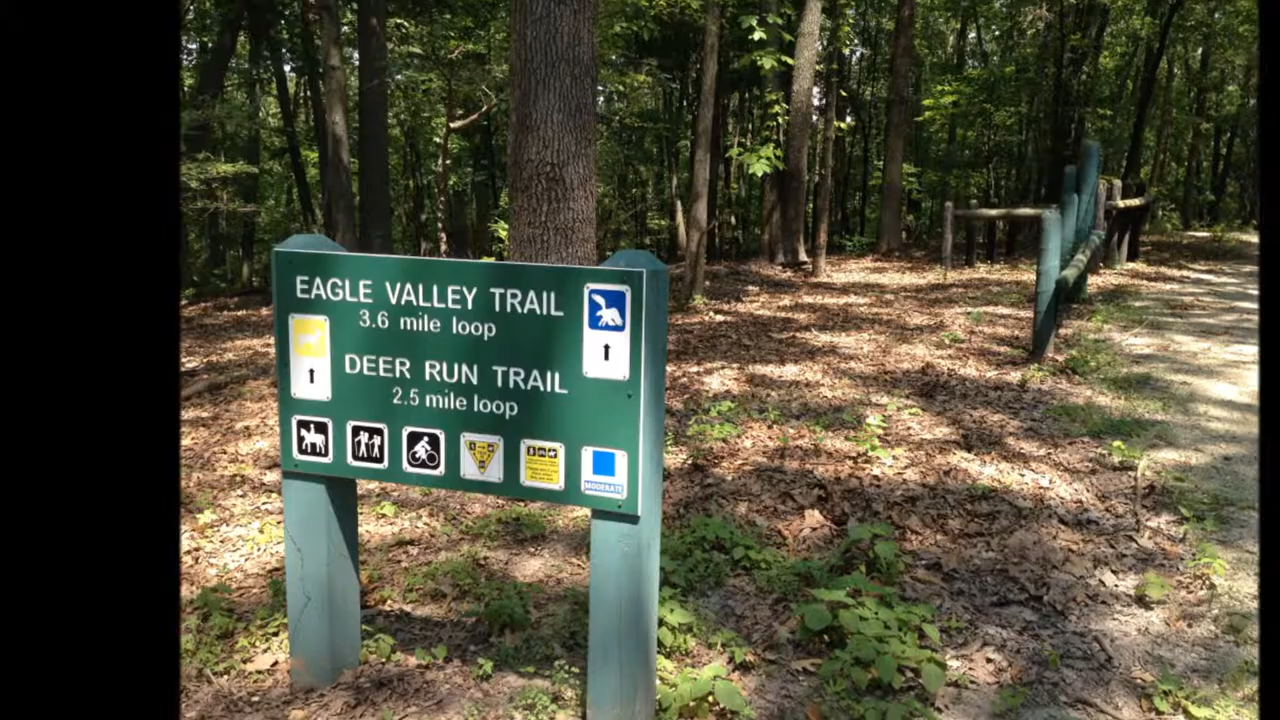 EAGLE VALLEY TRAIL
3.6 mile loop
DEER RUN TRAIL
2.5 mile loop
MODERATE